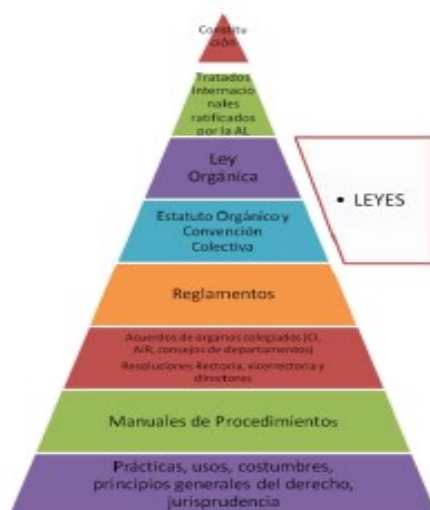 Constitu
ción
Tratados
Internacio
nales
ratificados
por la AL
Ley
Orgánica
• LEYES
Estatuto Orgánico y
Convención
Colectiva
Reglamentos
Acuerdos de órganos colegiados (CI,
AIR, consejos de departamentos)
Resoluciones Rectoría, vicerrectoría y
directores
Manuales de Procedimientos
Prácticas, usos, costumbres,
principios generales del derecho,
jurisprudencia